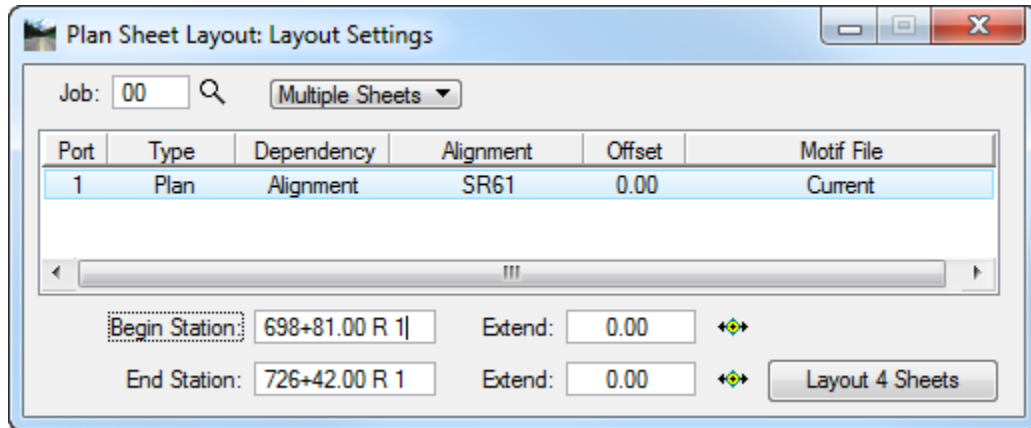 Plan Sheet Layout: Layout Settings
Job: 00 Multiple Sheets
Port Type Dependency Alignment Offset Motif File
1 Plan Alignment SR61 0.00 Current
Begin Station: 698+81.00 R 1 Extend: 0.00
End Station: 726+42.00 R 1 Extend: 0.00 Layout 4 Sheets